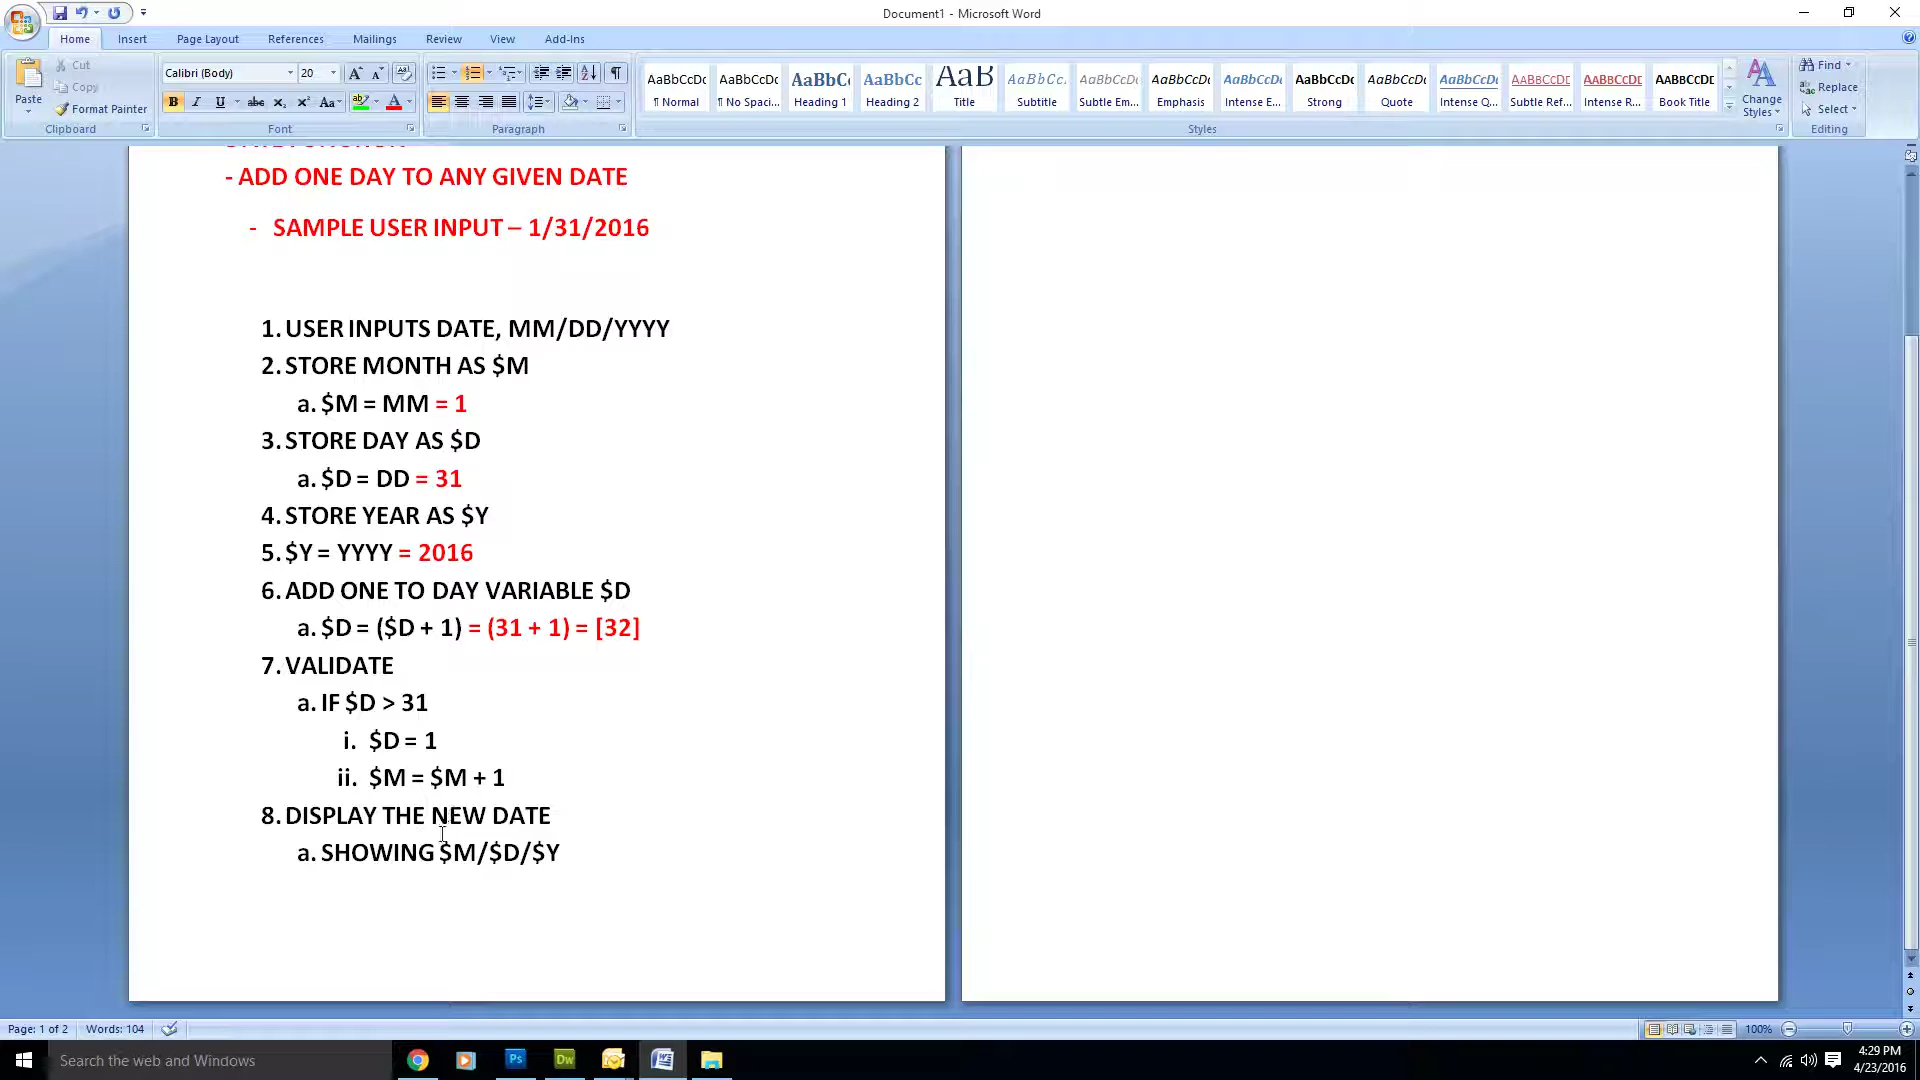 Document1 - Microsoft Word
Home Insert Page Layout References Mailings Review View Add-Ins
Paste
Cut
Copy
Format Painter
Clipboard
Calibri (Body) 20
Font
Paragraph
AaBbCcDc AaBbCcDc AaBbCc AaBbCc AaB AaBbCc. AaBbCcDc AaBbCcDc AaBbCcDc AaBbCcDc AaBbCcDc AaBbCcDc AABBCCDC AABBCCDC AABBCCDC
¶ Normal ¶ No Spaci... Heading 1 Heading 2 Title Subtitle Subtle Em... Emphasis Intense E... Strong Quote Intense Q... Subtle Ref... Intense R... Book Title
Change Styles
Styles
Find
Replace
Select
Editing
- ADD ONE DAY TO ANY GIVEN DATE
- SAMPLE USER INPUT – 1/31/2016
1. USER INPUTS DATE, MM/DD/YYYY
2. STORE MONTH AS $M
a. $M = MM = 1
3. STORE DAY AS $D
a. $D = DD = 31
4. STORE YEAR AS $Y
5. $Y = YYYY = 2016
6. ADD ONE TO DAY VARIABLE $D
a. $D = ($D + 1) = (31 + 1) = [32]
7. VALIDATE
a. IF $D > 31
i. $D = 1
ii. $M = $M + 1
8. DISPLAY THE NEW DATE
a. SHOWING $M/$D/$Y
Page: 1 of 2 Words: 104
100%
Search the web and Windows
Ps Dw
4:29 PM
4/23/2016